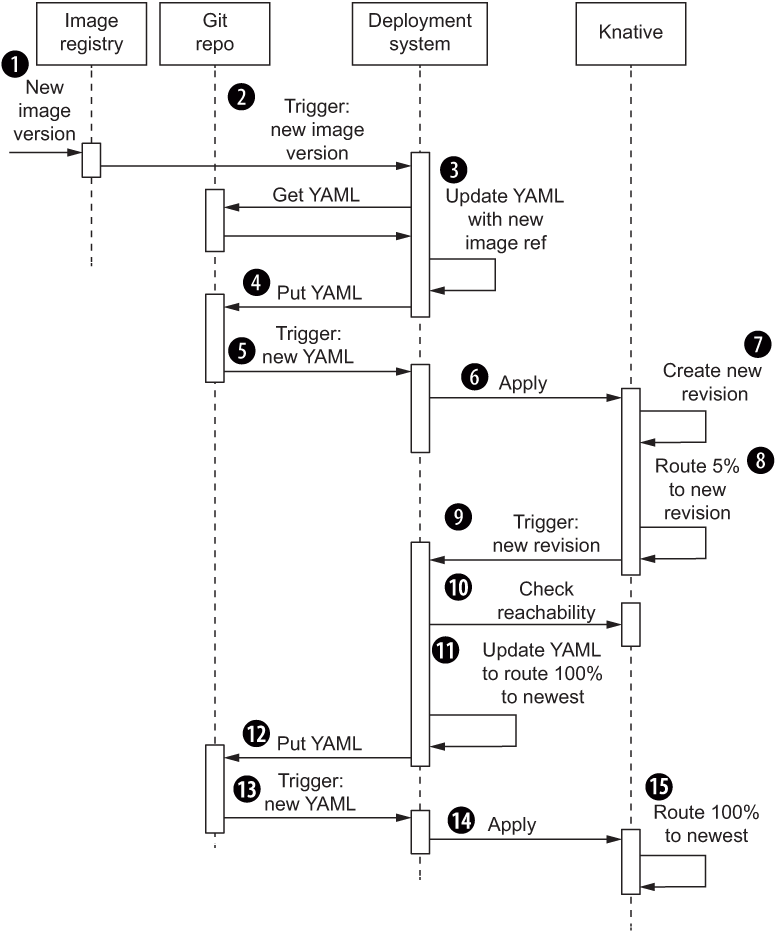 Image
registry
Git
repo
Deployment
system
Knative
1
New
image
version
2
Trigger:
new image
version
3
Get YAML
Update YAML
with new
image ref
4
Put YAML
5
Trigger:
new YAML
6
Apply
7
Create new
revision
8
Route 5%
to new
revision
9
Trigger:
new revision
10
Check
reachability
11
Update YAML
to route 100%
to newest
12
Put YAML
13
Trigger:
new YAML
14
Apply
15
Route 100%
to newest